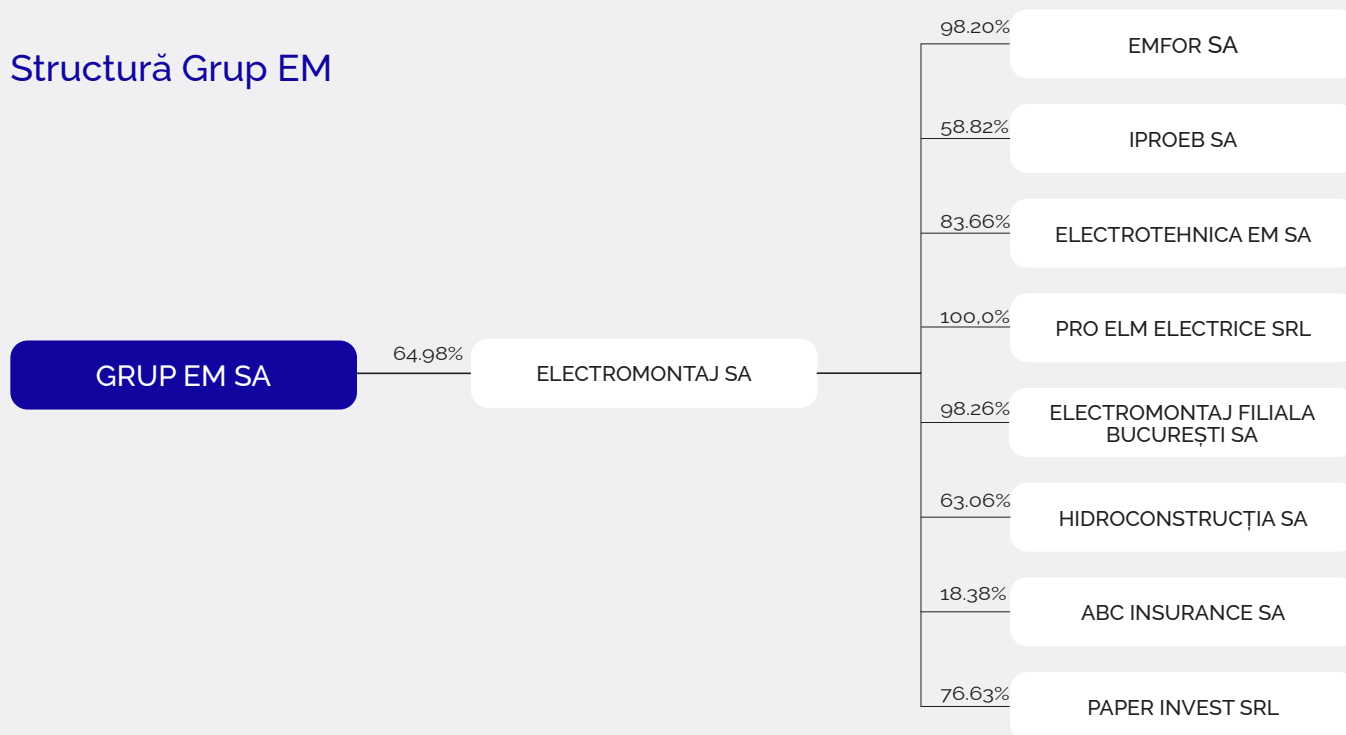 Structură Grup EM
GRUP EM SA
64.98%
ELECTROMONTAJ SA
98.20%
EMFOR SA
58.82%
IPROEB SA
83.66%
ELECTROTEHNICA EM SA
100,0%
PRO ELM ELECTRICE SRL
98.26%
ELECTROMONTAJ FILIALA
BUCUREȘTI SA
63.06%
HIDROCONSTRUCȚIA SA
18.38%
ABC INSURANCE SA
76.63%
PAPER INVEST SRL